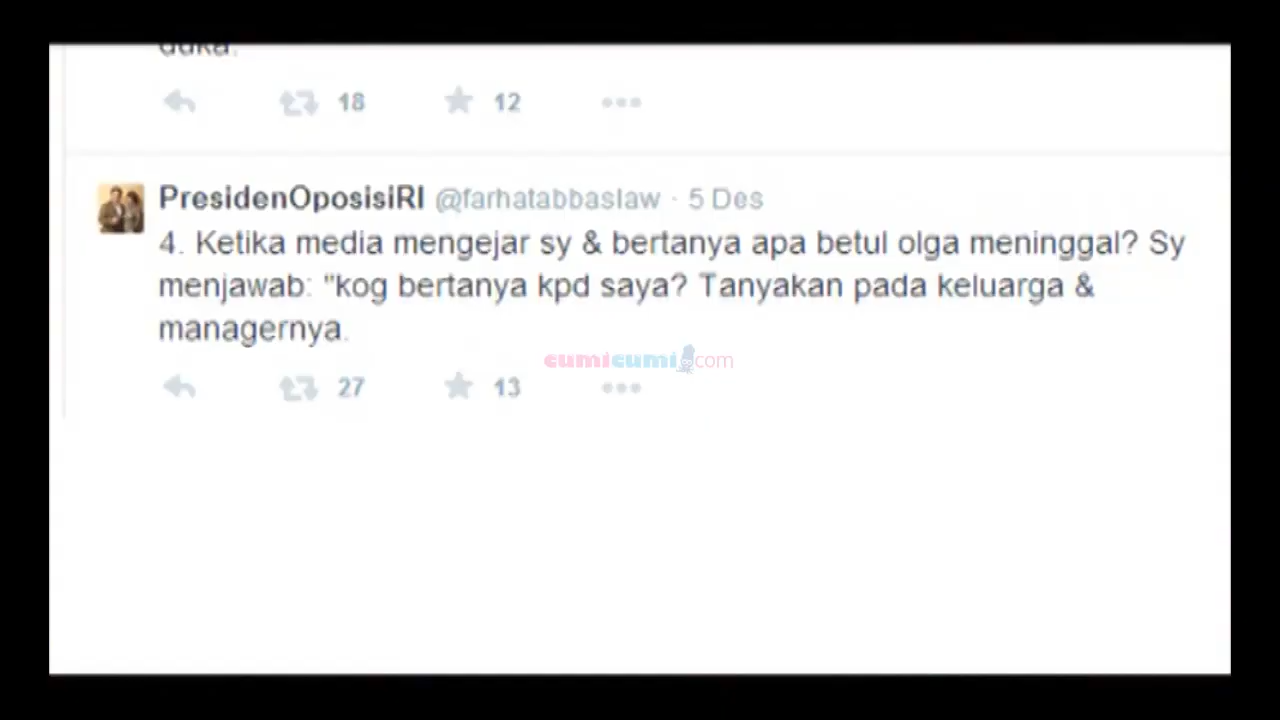 duka.
18 12
PresidenOposisiRI @farhatabbaslaw · 5 Des
4. Ketika media mengejar sy & bertanya apa betul olga meninggal? Sy
menjawab: "kog bertanya kpd saya? Tanyakan pada keluarga &
managernya.
cumicumi.com
27 13